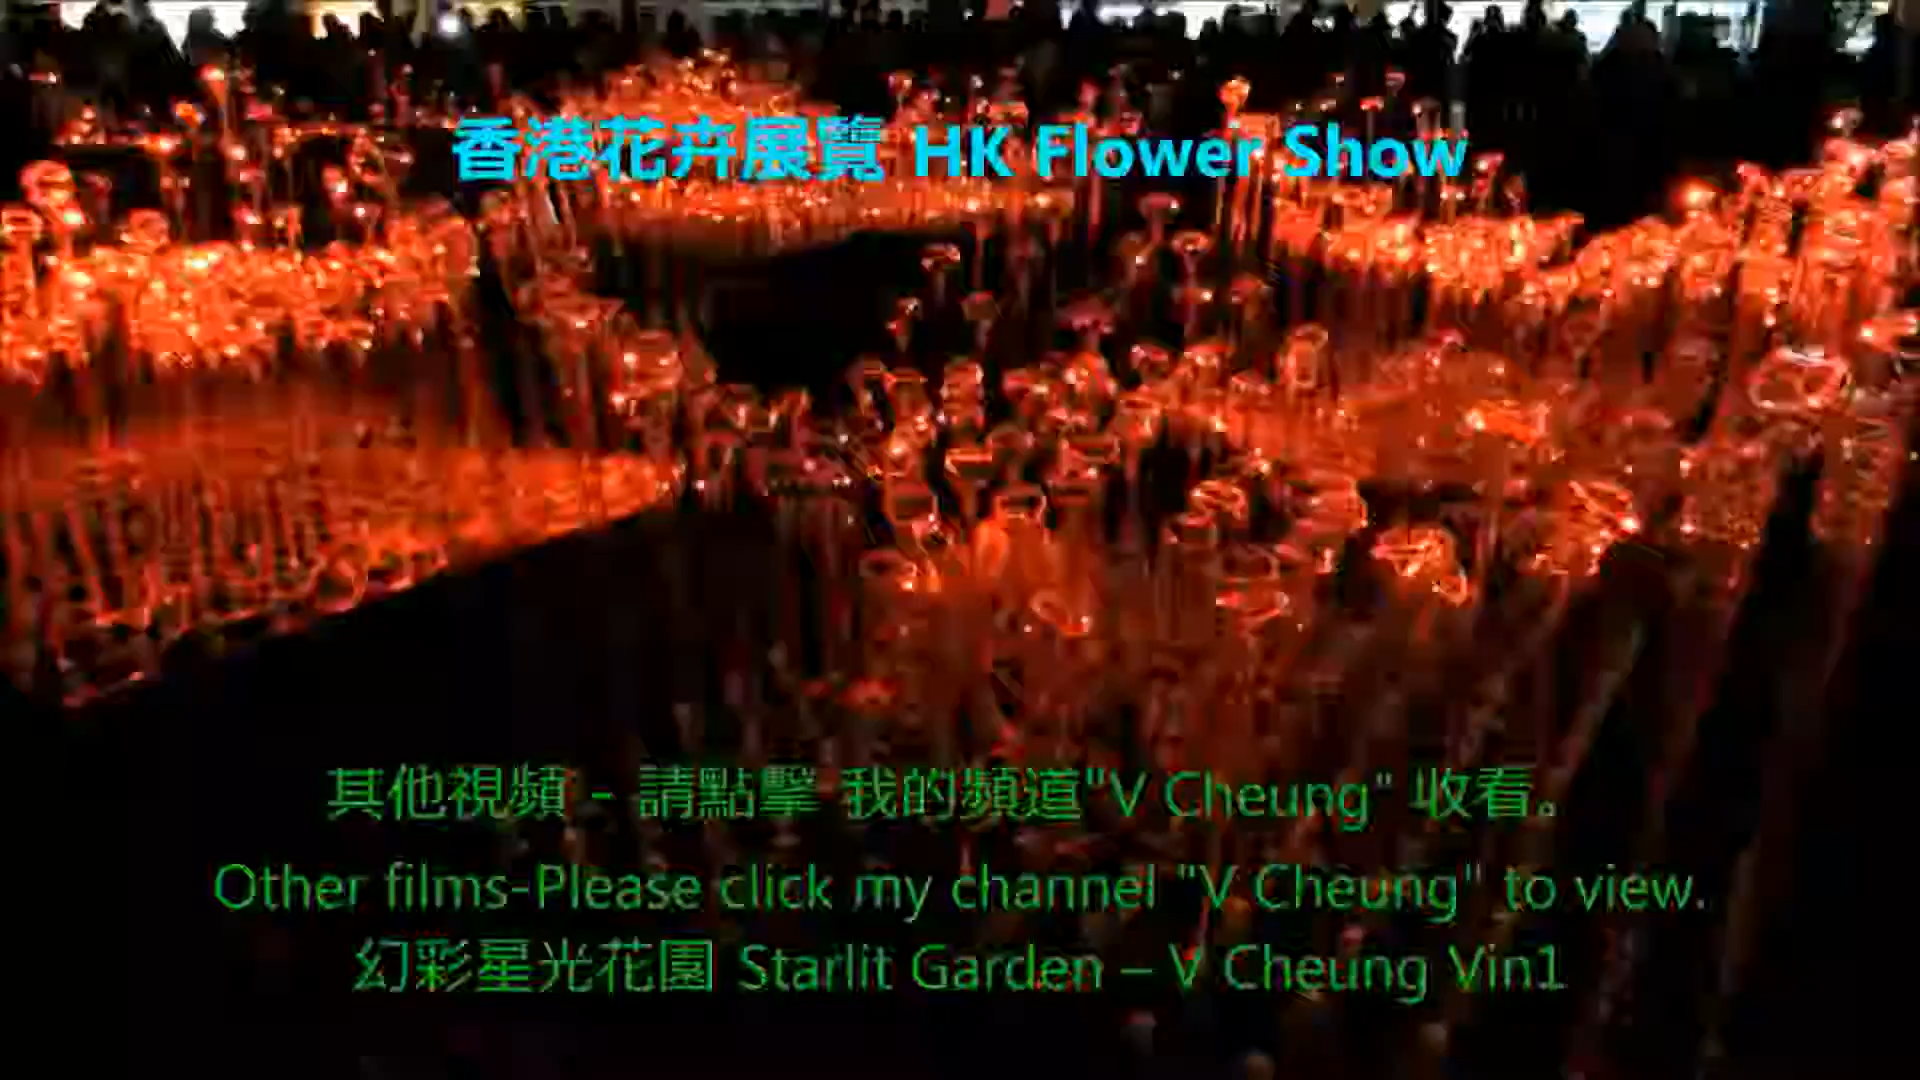 香港花卉展覽 HK Flower Show
其他視頻 - 請點擊 我的頻道"V Cheung" 收看。
Other films-Please click my channel "V Cheung" to view.
幻彩星光花園 Starlit Garden – V Cheung Vin1